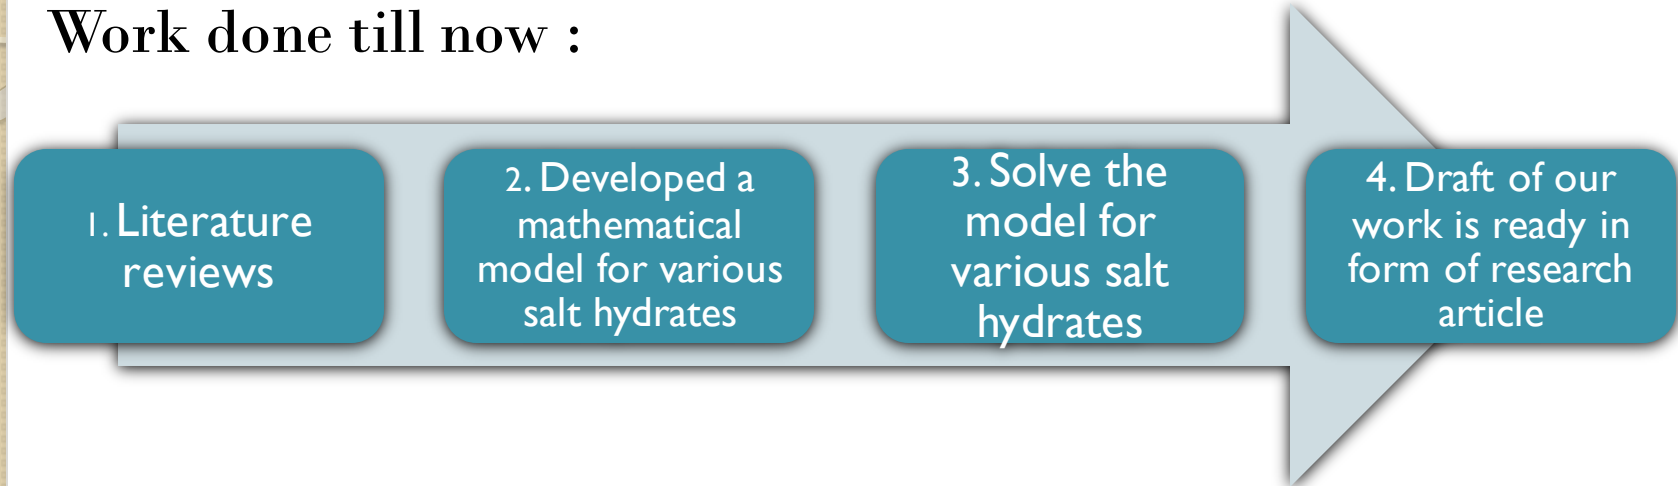 Work done till now :
1. Literature
reviews
2. Developed a
mathematical
model for various
salt hydrates
3. Solve the
model for
various salt
hydrates
4. Draft of our
work is ready in
form of research
article